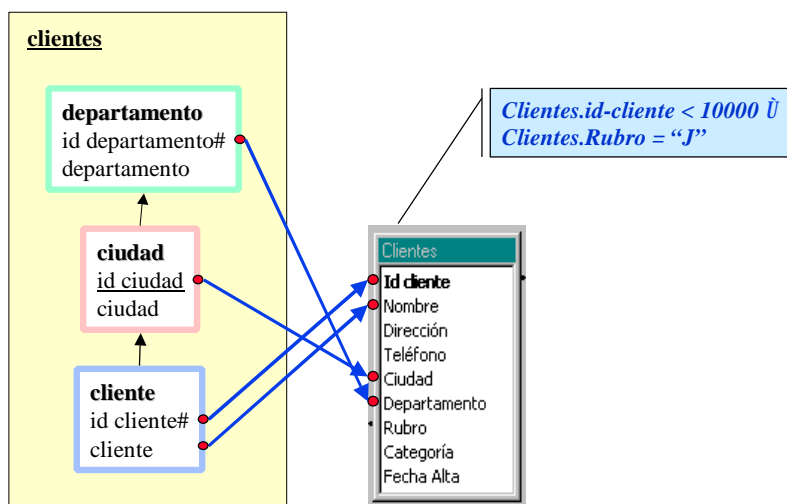 clientes
departamento
id departamento#
departamento
ciudad
id ciudad
ciudad
cliente
id cliente#
cliente
Clientes.id-cliente < 10000 Ù
Clientes.Rubro = “J”
Clientes
Id cliente
Nombre
Dirección
Teléfono
Ciudad
Departamento
Rubro
Categoría
Fecha Alta